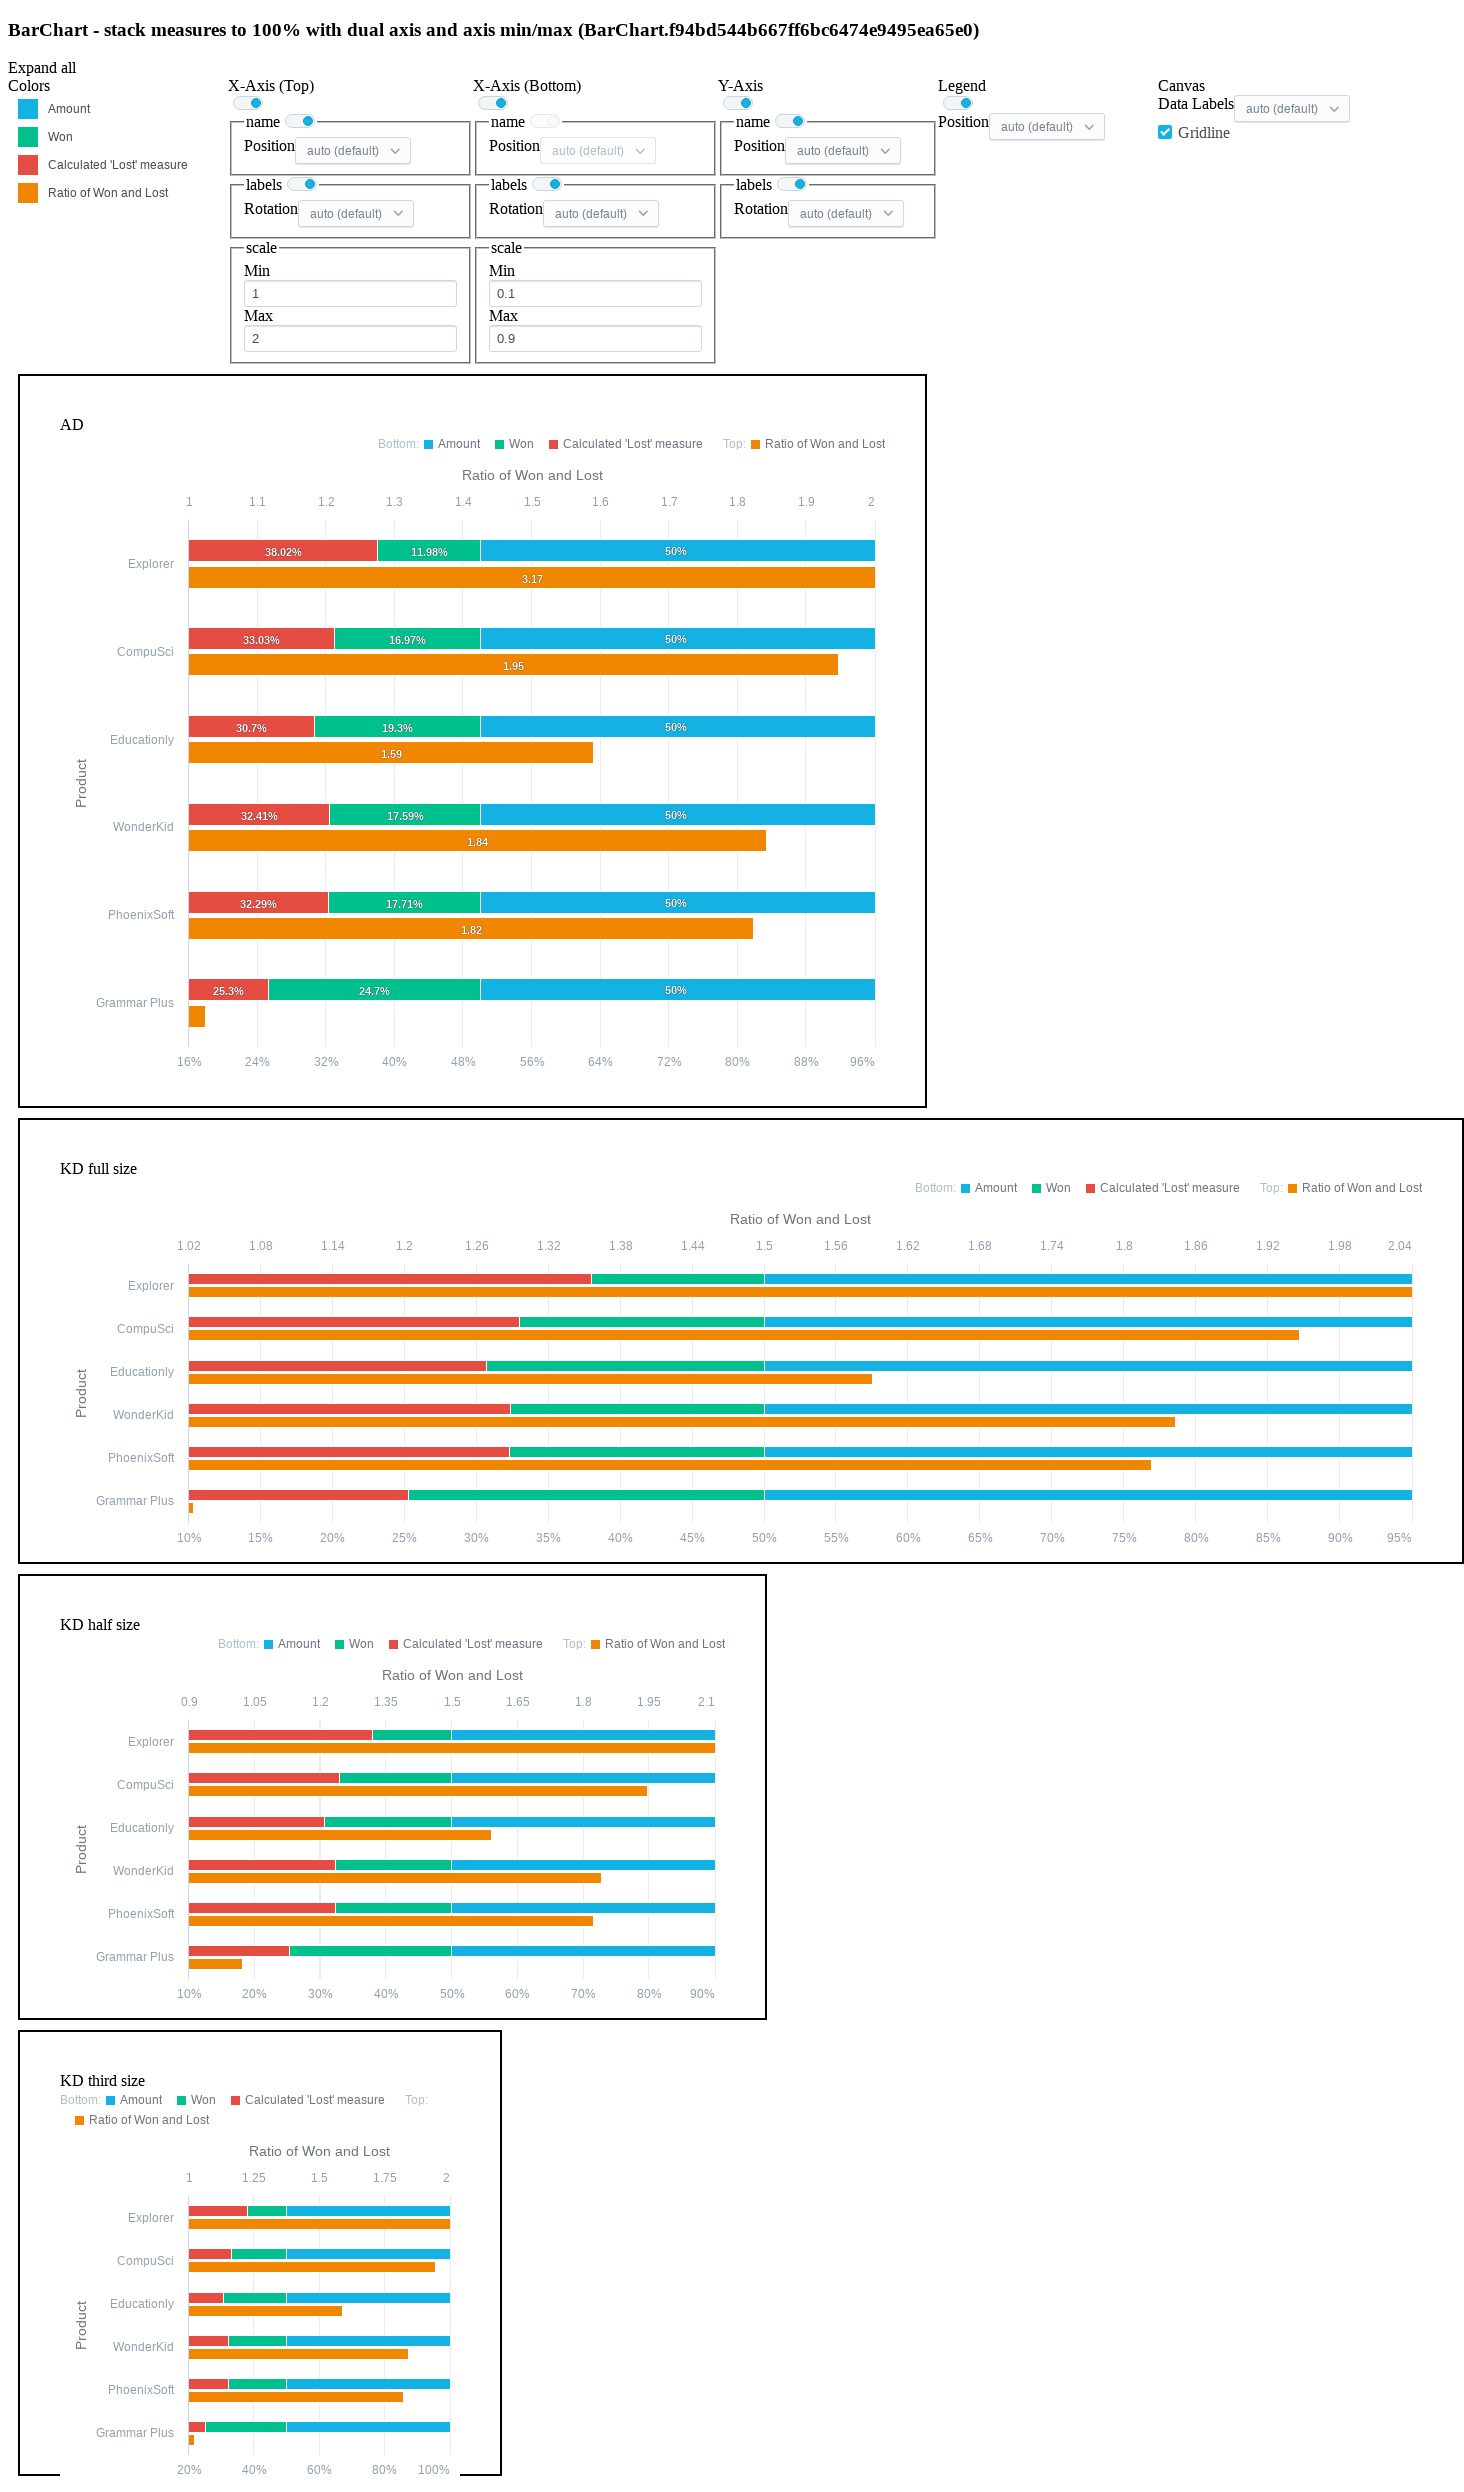 BarChart - stack measures to 100% with dual axis and axis min/max (BarChart.f94bd544b667ff6bc6474e9495ea65e0)
Expand all
Colors
Amount
Won
Calculated 'Lost' measure
Ratio of Won and Lost
X-Axis (Top)
name
Position auto (default)
labels
Rotation auto (default)
scale
Min
1
Max
2
X-Axis (Bottom)
name
Position auto (default)
labels
Rotation auto (default)
scale
Min
0.1
Max
0.9
Y-Axis
name
Position auto (default)
labels
Rotation auto (default)
Legend
Position auto (default)
Canvas
Data Labels auto (default)
Gridline
AD
Bottom: Amount Won Calculated 'Lost' measure Top: Ratio of Won and Lost
Ratio of Won and Lost
1 1.1 1.2 1.3 1.4 1.5 1.6 1.7 1.8 1.9 2
Explorer 38.02% 11.98% 50%
3.17
CompuSci 33.03% 16.97% 50%
1.95
Educationly 30.7% 19.3% 50%
1.59
Product
WonderKid 32.41% 17.59% 50%
1.84
PhoenixSoft 32.29% 17.71% 50%
1.82
Grammar Plus 25.3% 24.7% 50%
16% 24% 32% 40% 48% 56% 64% 72% 80% 88% 96%
KD full size
Bottom: Amount Won Calculated 'Lost' measure Top: Ratio of Won and Lost
Ratio of Won and Lost
1.02 1.08 1.14 1.2 1.26 1.32 1.38 1.44 1.5 1.56 1.62 1.68 1.74 1.8 1.86 1.92 1.98 2.04
Explorer
CompuSci
Educationly
Product
WonderKid
PhoenixSoft
Grammar Plus
10% 15% 20% 25% 30% 35% 40% 45% 50% 55% 60% 65% 70% 75% 80% 85% 90% 95%
KD half size
Bottom: Amount Won Calculated 'Lost' measure Top: Ratio of Won and Lost
Ratio of Won and Lost
0.9 1.05 1.2 1.35 1.5 1.65 1.8 1.95 2.1
Explorer
CompuSci
Educationly
Product
WonderKid
PhoenixSoft
Grammar Plus
10% 20% 30% 40% 50% 60% 70% 80% 90%
KD third size
Bottom: Amount Won Calculated 'Lost' measure Top:
Ratio of Won and Lost
Ratio of Won and Lost
1 1.25 1.5 1.75 2
Explorer
CompuSci
Educationly
Product
WonderKid
PhoenixSoft
Grammar Plus
20% 40% 60% 80% 100%